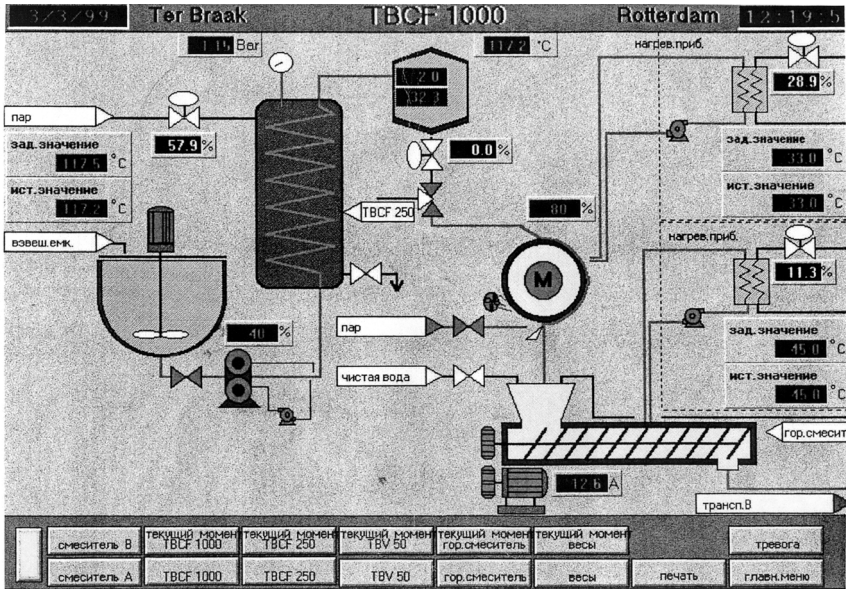 3/3/99 Ter Braak TBCF 1000 Rotterdam 12:19:5
Bar 117.2 °C нагрев.приб.
2.0
28.9 %
пар
57.9 % 0.0 %
зад.значение
117.5 °C
зад.значение
33.0 °C
ист.значение
117.2 °C
ист.значение
33.0 °C
TBCF 250 80 %
взвеш.емк.
нагрев.приб.
M
11.3 %
40 %
пар
зад.значение
45.0 °C
чистая вода
ист.значение
45.0 °C
гор.смесит
12.6 A
трансп.В
смеситель В
текущий момент
TBCF 1000
текущий момент
TBCF 250
текущий момент
TBV 50
текущий момент
гор.смеситель
текущий момент
весы
тревога
смеситель А TBCF 1000 TBCF 250 TBV 50 гор.смеситель весы печать главн.меню